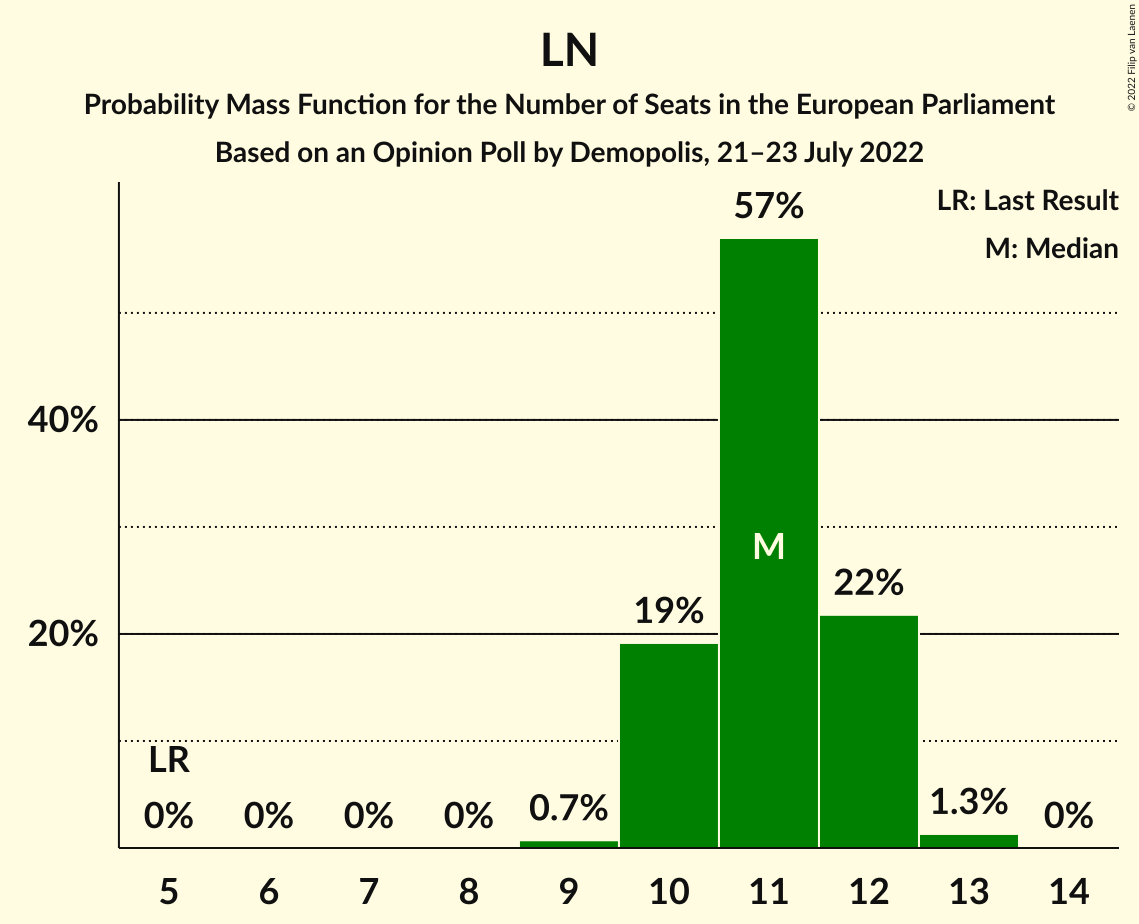 LN
Probability Mass Function for the Number of Seats in the European Parliament
Based on an Opinion Poll by Demopolis, 21–23 July 2022
© 2022 Filip van Laenen
LR: Last Result
M: Median
57%
40%
M
22%
19%
20%
LR
0% 0% 0% 0% 0.7% 1.3% 0%
5 6 7 8 9 10 11 12 13 14